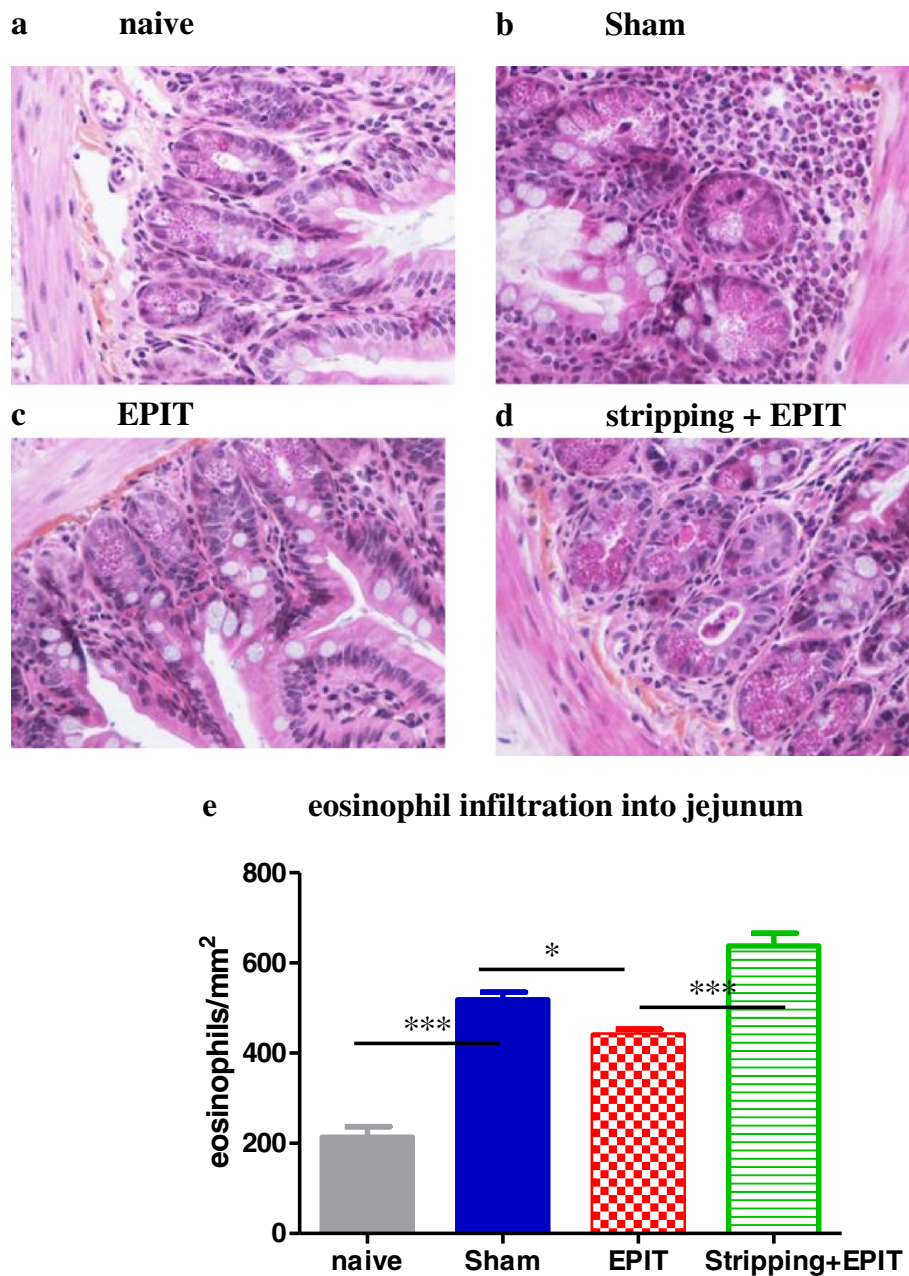 a naive
b Sham
c EPIT
d stripping + EPIT
e eosinophil infiltration into jejunum
eosinophils/mm²
800
600
400
200
0
***
*
***
naive Sham EPIT Stripping+EPIT